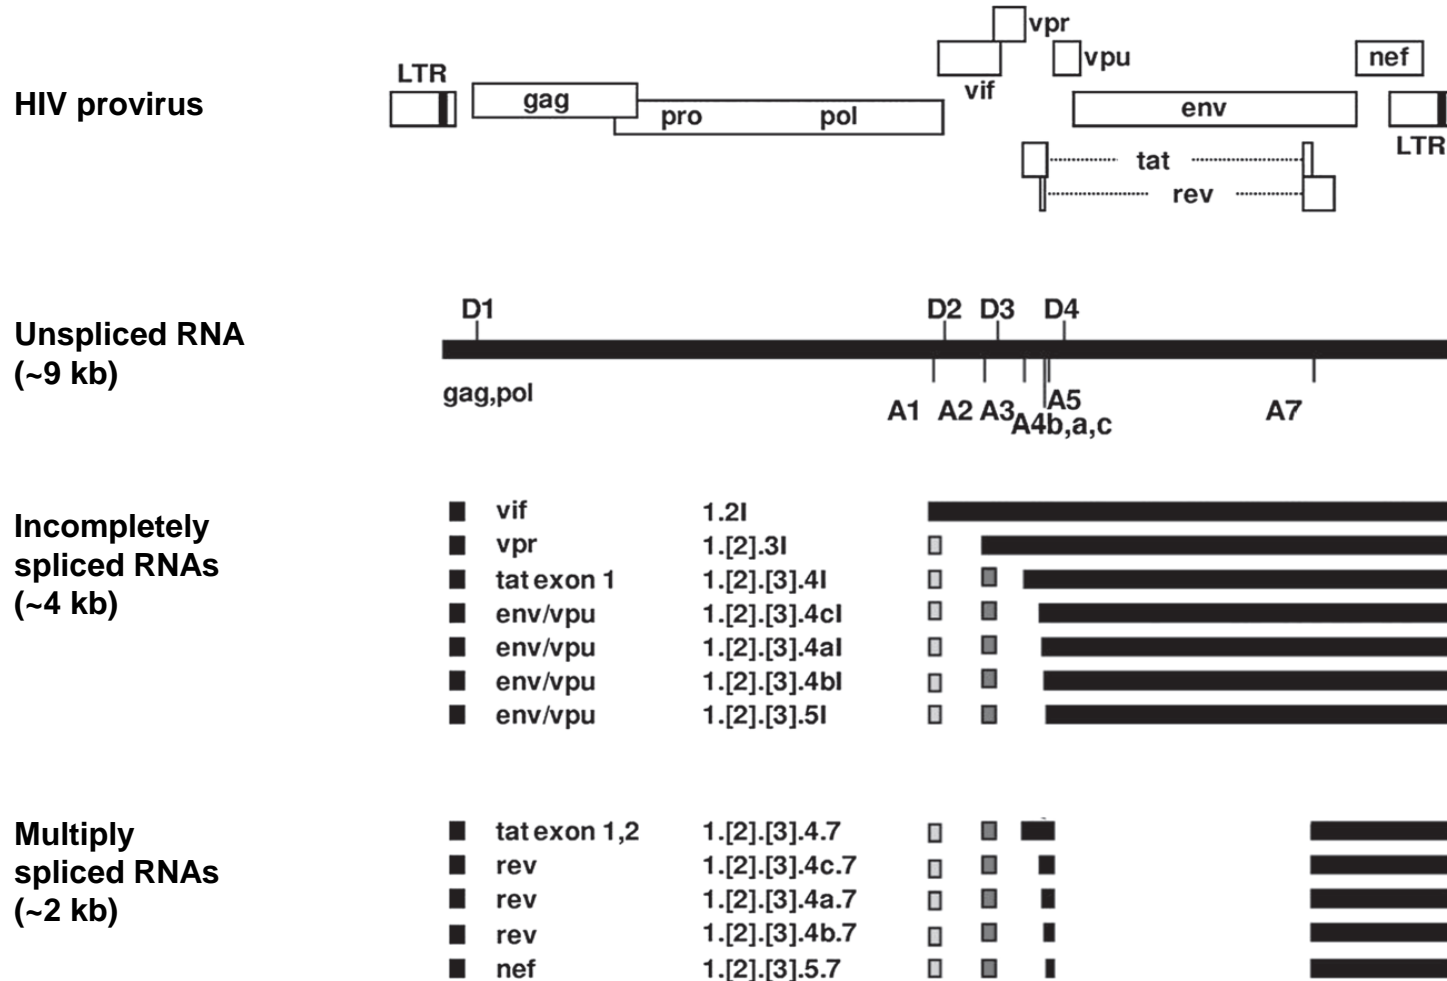 vpr
vpu
nef
LTR
vif
HIV provirus
gag
pro
pol
env
LTR
tat
rev
D1
D2
D3
D4
Unspliced RNA
(~9 kb)
gag,pol
A1
A2
A3
A4b,a,c
A5
A7
Incompletely
spliced RNAs
(~4 kb)
vif 1.2I
vpr 1.[2].3I
tat exon 1 1.[2].[3].4I
env/vpu 1.[2].[3].4cI
env/vpu 1.[2].[3].4aI
env/vpu 1.[2].[3].4bI
env/vpu 1.[2].[3].5I
Multiply
spliced RNAs
(~2 kb)
tat exon 1,2 1.[2].[3].4.7
rev 1.[2].[3].4c.7
rev 1.[2].[3].4a.7
rev 1.[2].[3].4b.7
nef 1.[2].[3].5.7